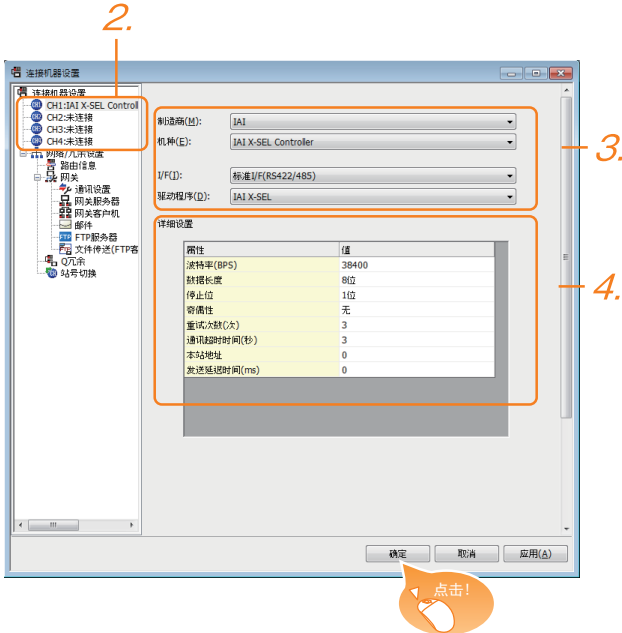 2.
连接机器设置
连接机器设置
CH1:IAI X-SEL Controll
CH2:未连接
CH3:未连接
CH4:未连接
网络/冗余设置
路由信息
网关
通讯设置
网关服务器
网关客户机
邮件
FTP服务器
文件传送(FTP客
Q冗余
站号切换
制造商(M): IAI
机种(E): IAI X-SEL Controller
I/F(I): 标准I/F(RS422/485)
驱动程序(D): IAI X-SEL
3.
详细设置
属性 值
波特率(BPS) 38400
数据长度 8位
停止位 1位
奇偶性 无
重试次数(次) 3
通讯超时时间(秒) 3
本站地址 0
发送延迟时间(ms) 0
4.
确定 取消 应用(A)
点击!